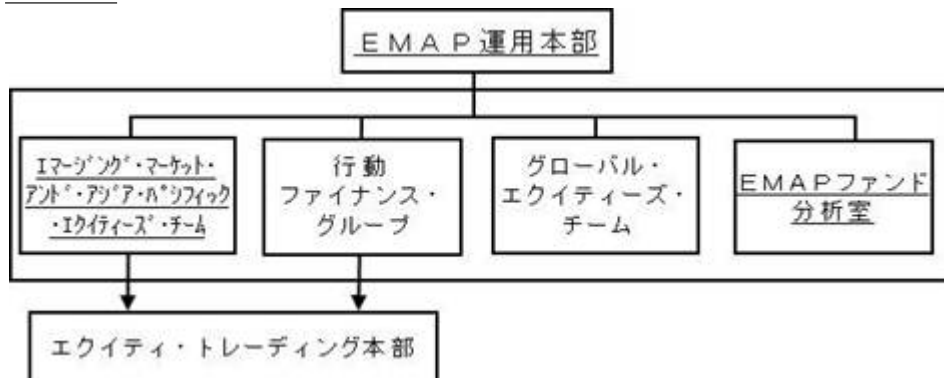 ＥＭＡＰ運用本部
ｴﾏｰｼﾞﾝｸﾞ・ﾏｰｹｯﾄ・
ｱﾝﾄﾞ・ｱｼﾞｱ・ﾊﾟｼﾌｨｯｸ
・ｴｸｲﾃｨｰｽﾞ・ﾁｰﾑ
行動
ファイナンス・
グループ
グローバル・
エクイティーズ・
チーム
ＥＭＡＰファンド
分析室
エクイティ・トレーディング本部